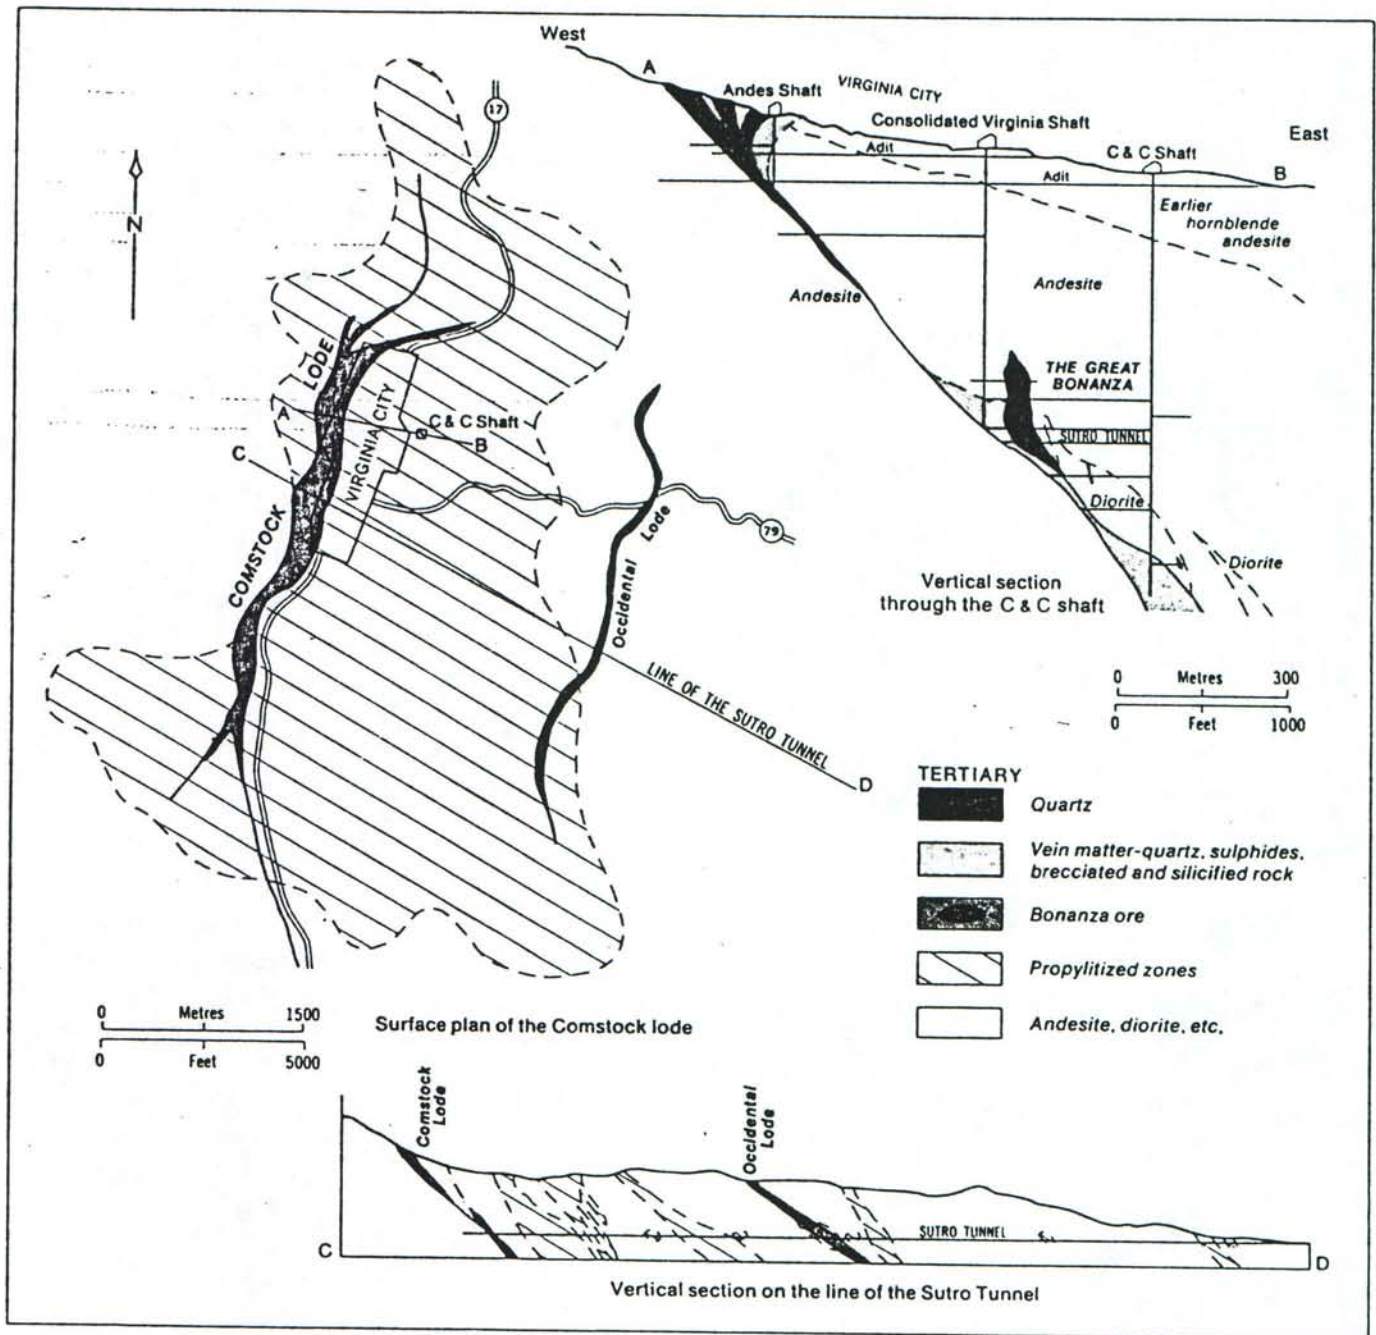 West
A
Andes Shaft
VIRGINIA CITY
Consolidated Virginia Shaft
East
Adit
C & C Shaft
B
Adit
Earlier
hornblende
andesite
Andesite
Andesite
THE GREAT
BONANZA
SUTRO TUNNEL
Diorite
Diorite
Vertical section
through the C & C shaft
0 Metres 300
0 Feet 1000
17
N
LODE
A
VIRGINIA CITY
C & C Shaft
B
C
COMSTOCK
Lode
79
Occidental
LINE OF THE SUTRO TUNNEL
D
0 Metres 1500
0 Feet 5000
Surface plan of the Comstock lode
TERTIARY
Quartz
Vein matter-quartz, sulphides,
brecciated and silicified rock
Bonanza ore
Propylitized zones
Andesite, diorite, etc.
Comstock
Lode
Occidental
Lode
SUTRO TUNNEL
C
D
Vertical section on the line of the Sutro Tunnel